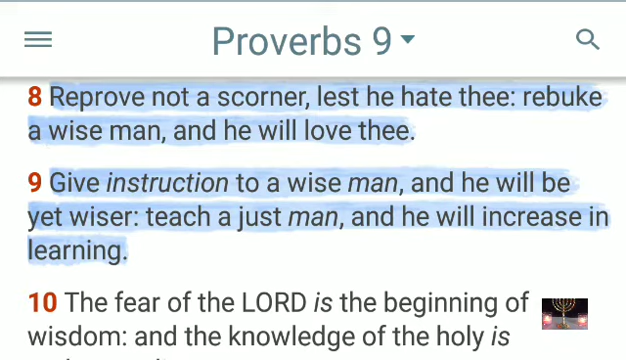 Proverbs 9
8 Reprove not a scorner, lest he hate thee: rebuke
a wise man, and he will love thee.
9 Give instruction to a wise man, and he will be
yet wiser: teach a just man, and he will increase in
learning.
10 The fear of the LORD is the beginning of
wisdom: and the knowledge of the holy is